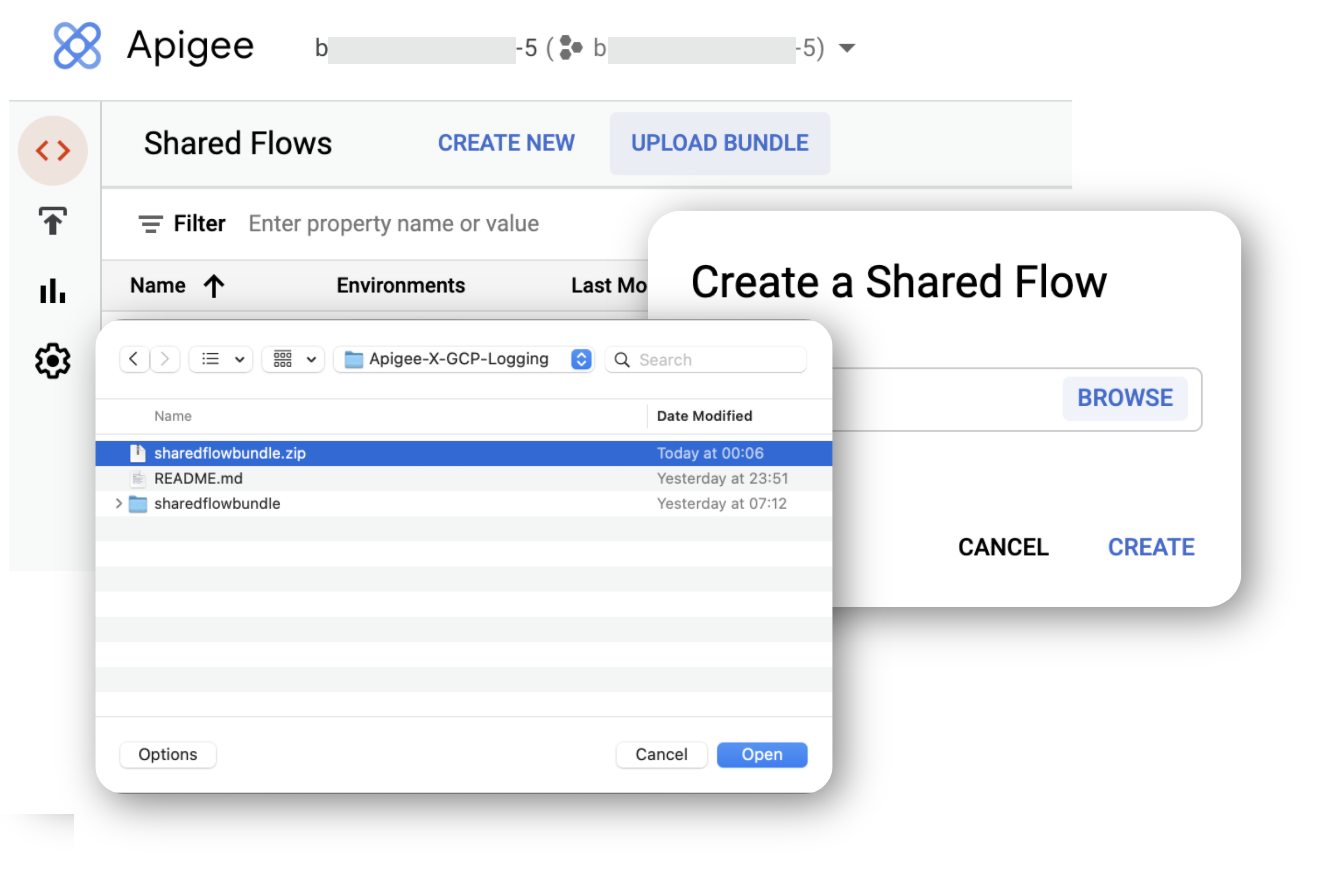 Apigee b -5 ( b -5)
Shared Flows CREATE NEW UPLOAD BUNDLE
Filter Enter property name or value
Name Environments Last Mo
Create a Shared Flow
BROWSE
CANCEL CREATE
Apigee-X-GCP-Logging Search
Name Date Modified
sharedflowbundle.zip Today at 00:06
README.md Yesterday at 23:51
sharedflowbundle Yesterday at 07:12
Options Cancel Open